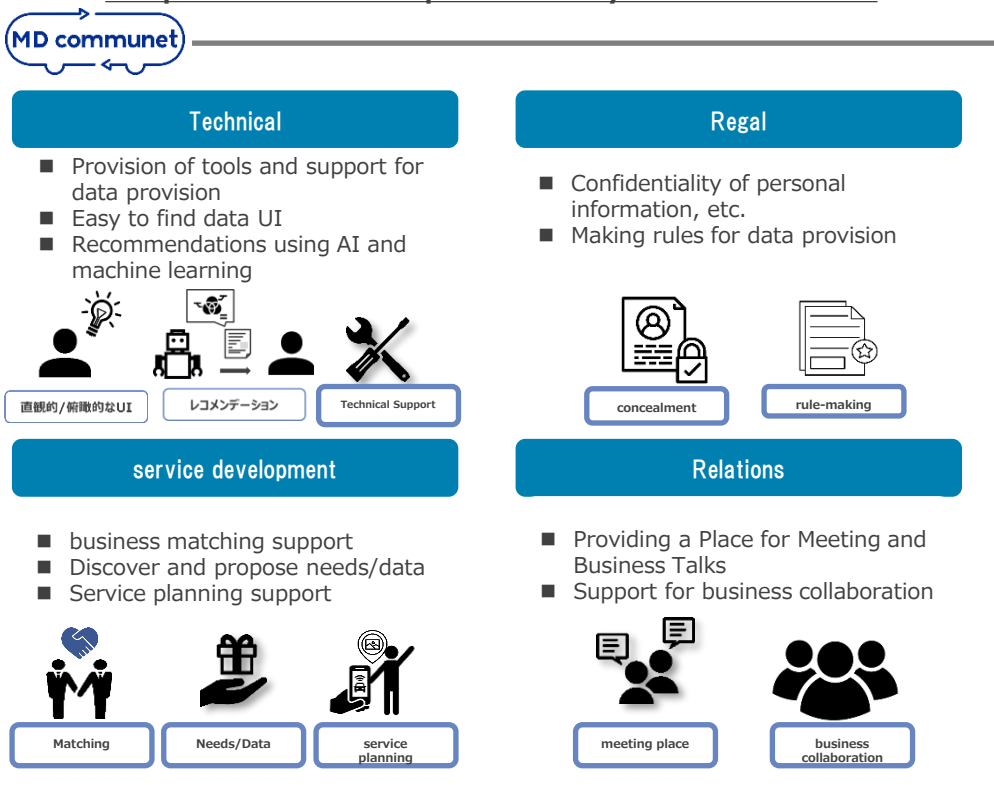 MD communet
Technical
Provision of tools and support for
data provision
Easy to find data UI
Recommendations using AI and
machine learning
直観的/俯瞰的なUI
レコメンデーション
Technical Support
Regal
Confidentiality of personal
information, etc.
Making rules for data provision
concealment
rule-making
service development
business matching support
Discover and propose needs/data
Service planning support
Matching
Needs/Data
service
planning
Relations
Providing a Place for Meeting and
Business Talks
Support for business collaboration
meeting place
business
collaboration